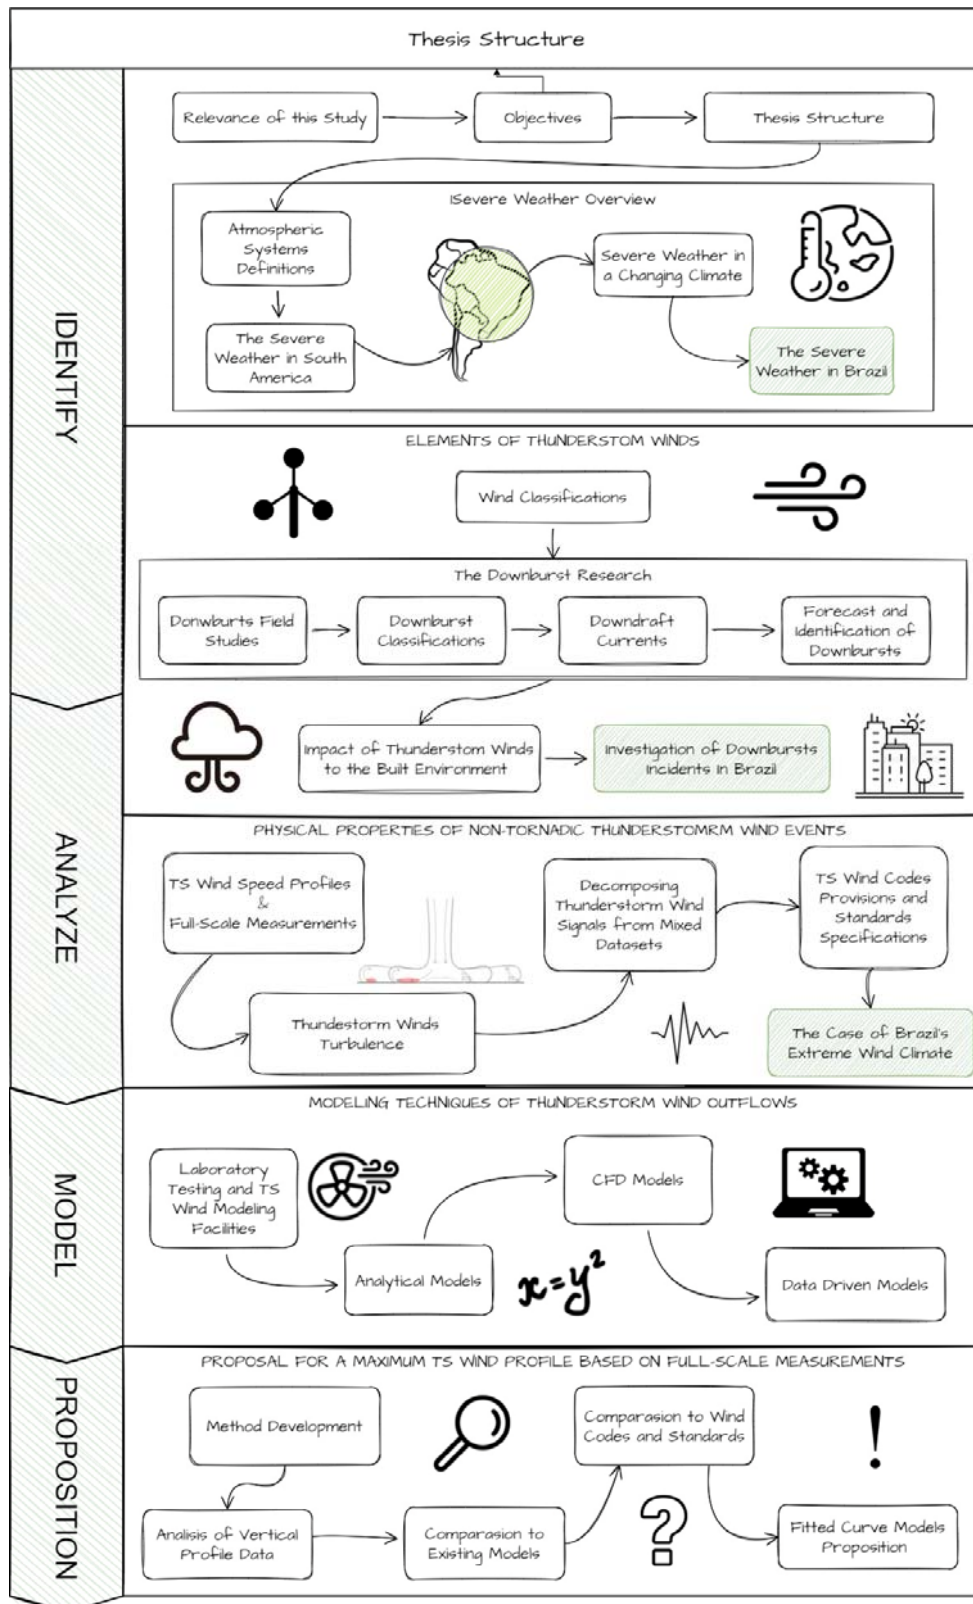 Thesis Structure
IDENTIFY
Relevance of this Study
Objectives
Thesis Structure
ISevere Weather Overview
Atmospheric
Systems
Definitions
The Severe
Weather in South
America
Severe Weather in
a Changing Climate
The Severe
Weather in Brazil
ELEMENTS OF THUNDERSTOM WINDS
Wind Classifications
The Downburst Research
Donwburts Field
Studies
Downburst
Classifications
Downdraft
Currents
Forecast and
Identification of
Downbursts
ANALYZE
Impact of Thunderstom Winds
to the Built Environment
Investigation of Downbursts
Incidents in Brazil
PHYSICAL PROPERTIES OF NON-TORNADIC THUNDERSTOMRM WIND EVENTS
TS Wind Speed Profiles
&
Full-Scale Measurements
Thundestorm Winds
Turbulence
Decomposing
Thunderstorm Wind
Signals from Mixed
Datasets
TS Wind Codes
Provisions and
Standards
Specifications
The Case of Brazil's
Extreme Wind Climate
MODEL
MODELING TECHNIQUES OF THUNDERSTORM WIND OUTFLOWS
Laboratory
Testing and TS
Wind Modeling
Facilities
Analytical Models
x=y²
CFD Models
Data Driven Models
PROPOSITION
PROPOSAL FOR A MAXIMUM TS WIND PROFILE BASED ON FULL-SCALE MEASUREMENTS
Method Development
Analisis of Vertical
Profile Data
Comparasion to
Existing Models
Comparasion to Wind
Codes and Standards
?
!
Fitted Curve Models
Proposition